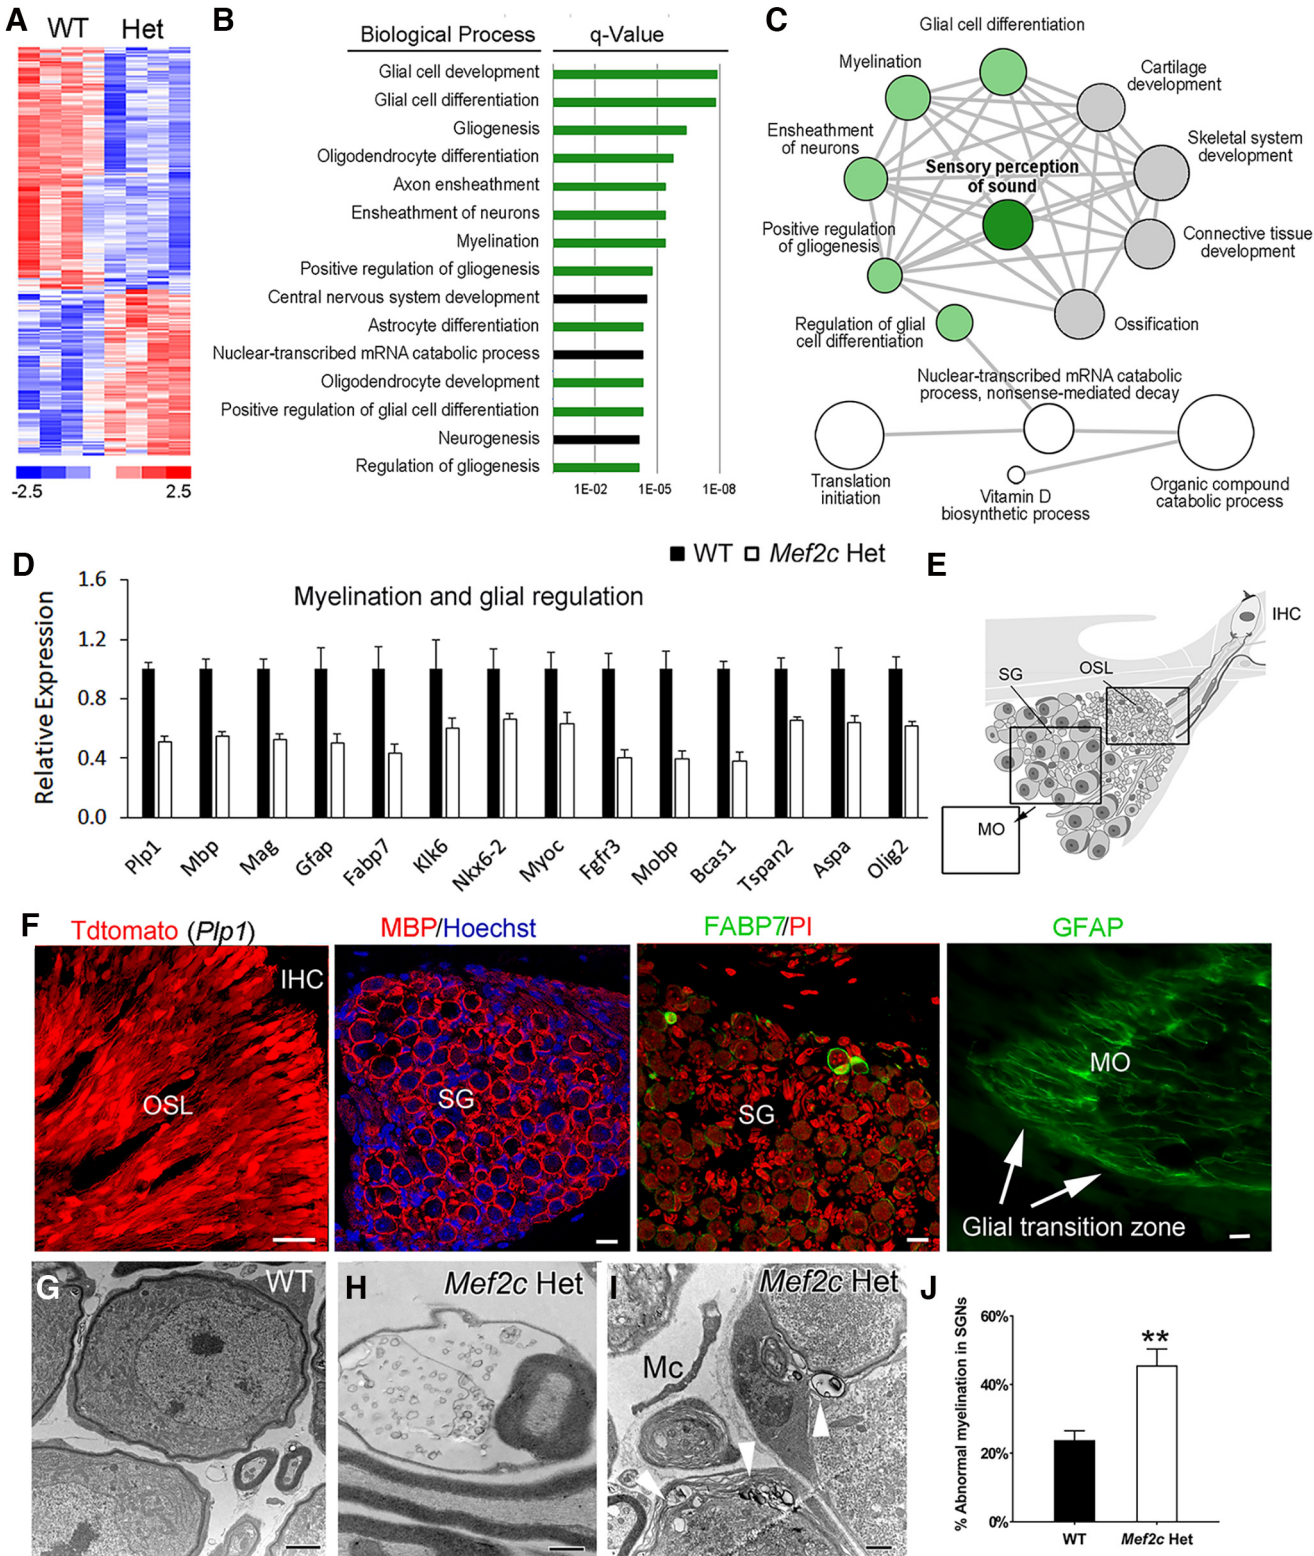 A
WT Het
-2.5 2.5
B
Biological Process q-Value
Glial cell development
Glial cell differentiation
Gliogenesis
Oligodendrocyte differentiation
Axon ensheathment
Ensheathment of neurons
Myelination
Positive regulation of gliogenesis
Central nervous system development
Astrocyte differentiation
Nuclear-transcribed mRNA catabolic process
Oligodendrocyte development
Positive regulation of glial cell differentiation
Neurogenesis
Regulation of gliogenesis
1E-02 1E-05 1E-08
C
Glial cell differentiation
Myelination
Cartilage
development
Ensheathment
of neurons
Skeletal system
development
Sensory perception
of sound
Positive regulation
of gliogenesis
Connective tissue
development
Regulation of glial
cell differentiation
Ossification
Nuclear-transcribed mRNA catabolic
process, nonsense-mediated decay
Translation
initiation
Vitamin D
biosynthetic process
Organic compound
catabolic process
D
WT Mef2c Het
Myelination and glial regulation
Relative Expression
1.6
1.2
0.8
0.4
0.0
Plp1 Mbp Mag Gfap Fabp7 Klk6 Nkx6-2 Myoc Fgfr3 Mobp Bcas1 Tspan2 Aspa Olig2
E
IHC
SG
OSL
MO
F
Tdtomato (Plp1)
IHC
OSL
MBP/Hoechst
SG
FABP7/PI
SG
GFAP
MO
Glial transition zone
G WT
H Mef2c Het
I Mef2c Het
Mc
J
% Abnormal myelination in SGNs
60%
40%
20%
0%
**
WT Mef2c Het